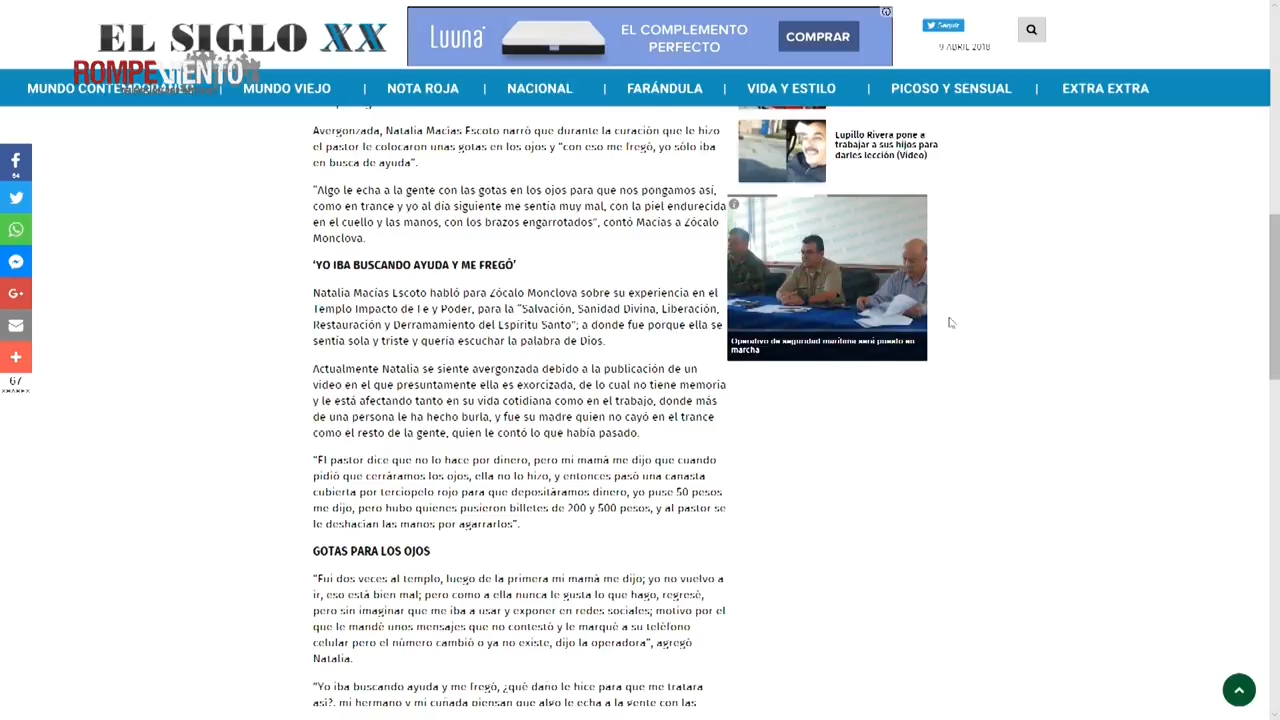 EL SIGLO XX
Luuna
EL COMPLEMENTO
PERFECTO
COMPRAR
Seguir
9 ABRIL 2018
ROMPEVIENTO
MUNDO CONTEMPORÁNEO
MUNDO VIEJO
NOTA ROJA
NACIONAL
FARÁNDULA
VIDA Y ESTILO
PICOSO Y SENSUAL
EXTRA EXTRA
Avergonzada, Natalia Macías Escoto narró que durante la curación que le hizo
el pastor le colocaron unas gotas en los ojos y “con eso me fregó, yo sólo iba
en busca de ayuda”.
“Algo le echa a la gente con las gotas en los ojos para que nos pongamos así,
como en trance y yo al día siguiente me sentía muy mal, con la piel endurecida
en el cuello y las manos, con los brazos engarrotados”, contó Macías a Zócalo
Monclova.
‘YO IBA BUSCANDO AYUDA Y ME FREGÓ’
Natalia Macías Escoto habló para Zócalo Monclova sobre su experiencia en el
Templo Impacto de Fe y Poder, para la “Salvación, Sanidad Divina, Liberación,
Restauración y Derramamiento del Espíritu Santo”; a donde fue porque ella se
sentía sola y triste y quería escuchar la palabra de Dios.
Actualmente Natalia se siente avergonzada debido a la publicación de un
video en el que presuntamente ella es exorcizada, de lo cual no tiene memoria
y le está afectando tanto en su vida cotidiana como en el trabajo, donde más
de una persona le ha hecho burla, y fue su madre quien no cayó en el trance
como el resto de la gente, quien le contó lo que había pasado.
“El pastor dice que no lo hace por dinero, pero mi mamá me dijo que cuando
pidió que cerráramos los ojos, ella no lo hizo, y entonces pasó una canasta
cubierta por terciopelo rojo para que depositáramos dinero, yo puse 50 pesos
me dijo, pero hubo quienes pusieron billetes de 200 y 500 pesos, y al pastor se
le deshacían las manos por agarrarlos”.
GOTAS PARA LOS OJOS
“Fui dos veces al templo, luego de la primera mi mamá me dijo; yo no vuelvo a
ir, eso está bien mal; pero como a ella nunca le gusta lo que hago, regresé,
pero sin imaginar que me iba a usar y exponer en redes sociales; motivo por el
que le mandé unos mensajes que no contestó y le marqué a su teléfono
celular pero el número cambió o ya no existe, dijo la operadora”, agregó
Natalia.
“Yo iba buscando ayuda y me fregó, ¿qué daño le hice para que me tratara
así?, mi hermano y mi cuñada piensan que algo le echa a la gente con las
Lupillo Rivera pone a
trabajar a sus hijos para
darles lección (Video)
Operativo de seguridad marítima será puesto en
marcha
64
67
SHARES